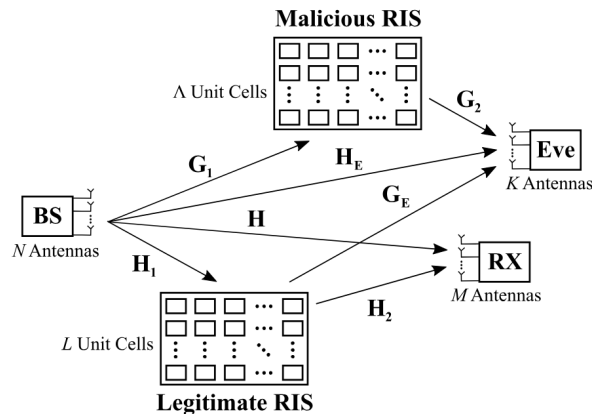 Malicious RIS
Λ Unit Cells
G₂
Eve
K Antennas
G₁
H_E
G_E
BS
N Antennas
H
H₁
RX
M Antennas
H₂
L Unit Cells
Legitimate RIS